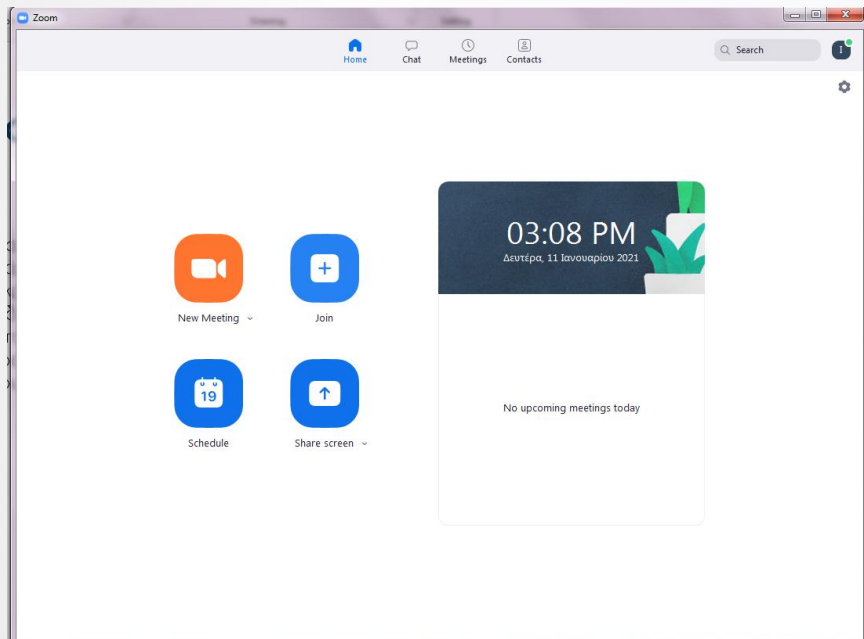 Zoom
Home
Chat
Meetings
Contacts
Search
I
03:08 PM
Δευτέρα, 11 Ιανουαρίου 2021
New Meeting
Join
19
Schedule
Share screen
No upcoming meetings today